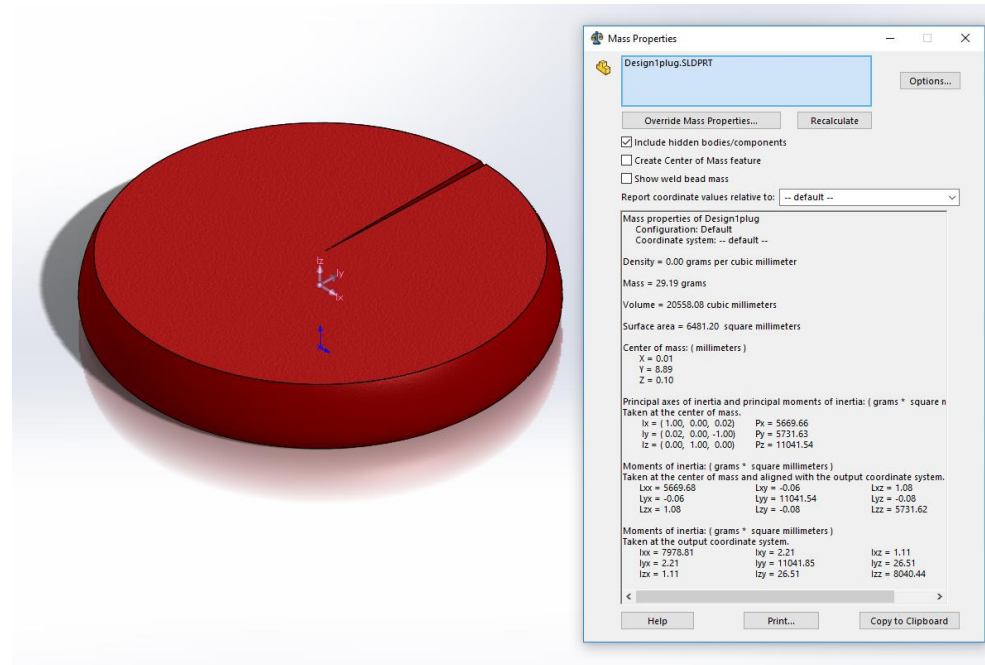 Mass Properties
Design1plug.SLDPRT
Options...
Override Mass Properties...
Recalculate
Include hidden bodies/components
Create Center of Mass feature
Show weld bead mass
Report coordinate values relative to: -- default --
Mass properties of Design1plug
Configuration: Default
Coordinate system: -- default --
Density = 0.00 grams per cubic millimeter
Mass = 29.19 grams
Volume = 20558.08 cubic millimeters
Surface area = 6481.20 square millimeters
Center of mass: ( millimeters )
X = 0.01
Y = 8.89
Z = 0.10
Principal axes of inertia and principal moments of inertia: ( grams * square n
Taken at the center of mass.
Ix = ( 1.00, 0.00, 0.02) Px = 5669.66
Iy = ( 0.02, 0.00, -1.00) Py = 5731.63
Iz = ( 0.00, 1.00, 0.00) Pz = 11041.54
Moments of inertia: ( grams * square millimeters )
Taken at the center of mass and aligned with the output coordinate system.
Lxx = 5669.68 Lxy = -0.06 Lxz = 1.08
Lyx = -0.06 Lyy = 11041.54 Lyz = -0.08
Lzx = 1.08 Lzy = -0.08 Lzz = 5731.62
Moments of inertia: ( grams * square millimeters )
Taken at the output coordinate system.
Ixx = 7978.81 Ixy = 2.21 Ixz = 1.11
Iyx = 2.21 Iyy = 11041.85 Iyz = 26.51
Izx = 1.11 Izy = 26.51 Izz = 8040.44
Help
Print...
Copy to Clipboard
Iz
Iy
Ix